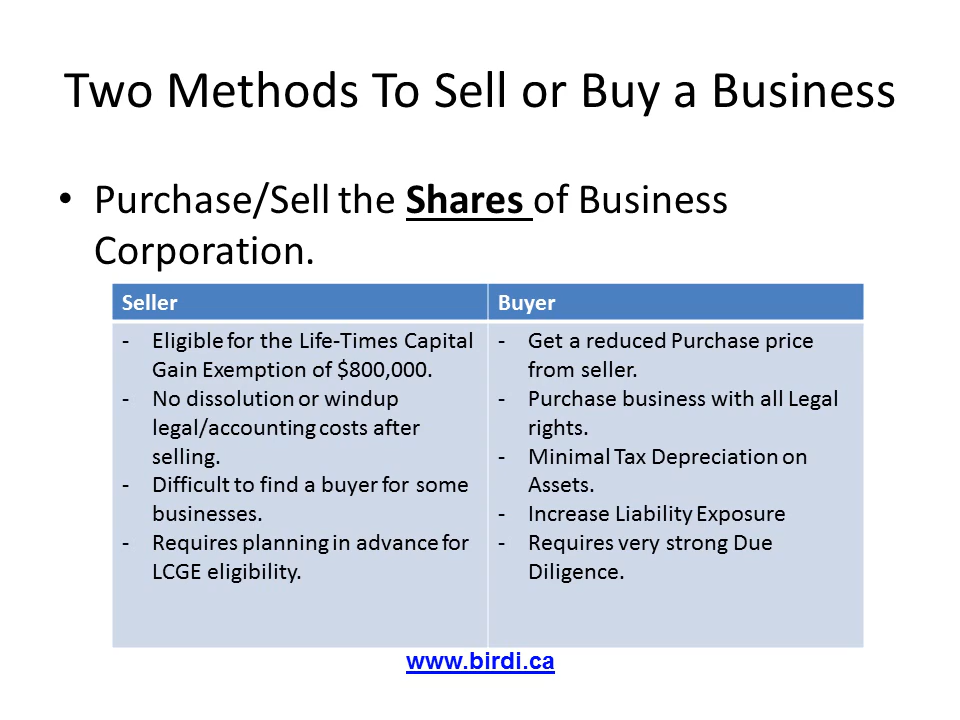 Two Methods To Sell or Buy a Business
• Purchase/Sell the Shares of Business
Corporation.
Seller
- Eligible for the Life-Times Capital
Gain Exemption of $800,000.
- No dissolution or windup
legal/accounting costs after
selling.
- Difficult to find a buyer for some
businesses.
- Requires planning in advance for
LCGE eligibility.
Buyer
- Get a reduced Purchase price
from seller.
- Purchase business with all Legal
rights.
- Minimal Tax Depreciation on
Assets.
- Increase Liability Exposure
- Requires very strong Due
Diligence.
www.birdi.ca